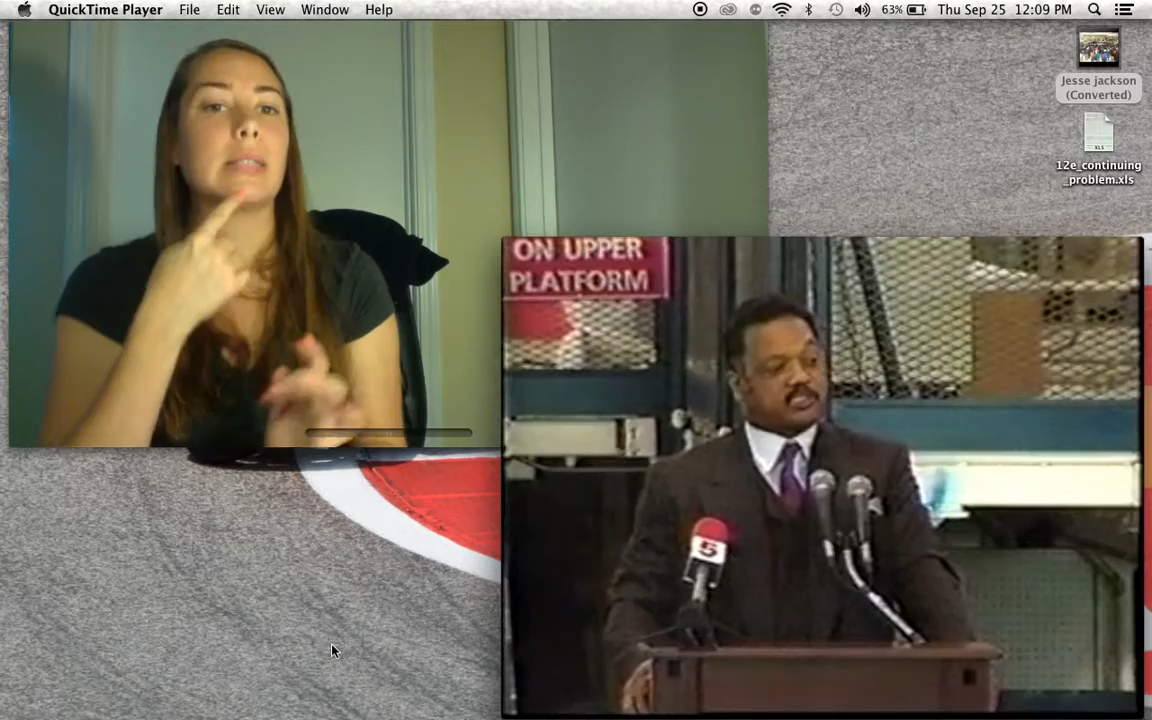 QuickTime Player File Edit View Window Help 63% Thu Sep 25 12:09 PM
Jesse jackson
(Converted)
XLS
12e_continuing
_problem.xls
ON UPPER
PLATFORM
5